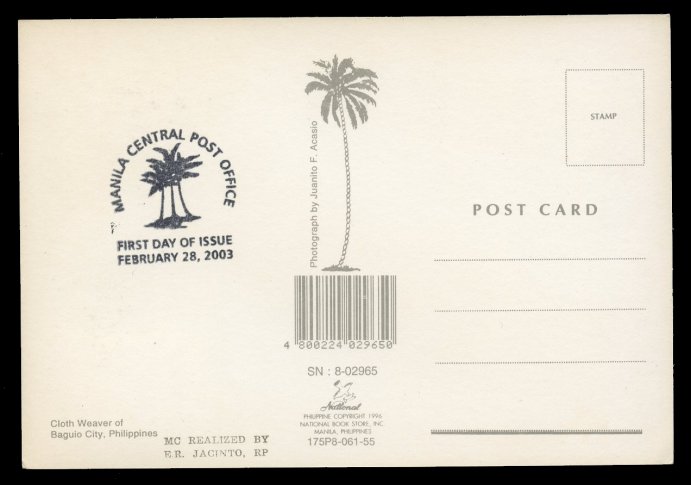 MANILA CENTRAL POST OFFICE
FIRST DAY OF ISSUE
FEBRUARY 28, 2003
Photograph by Juanito F. Acasio
STAMP
POST CARD
4 800224 029650
SN : 8-02965
National
PHILIPPINE COPYRIGHT 1996
NATIONAL BOOK STORE, INC.
MANILA, PHILIPPINES
175P8-061-55
Cloth Weaver of
Baguio City, Philippines
MC REALIZED BY
E.R. JACINTO, RP